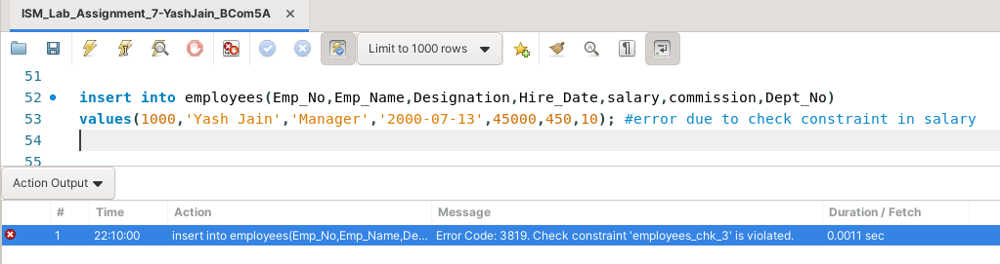 ISM_Lab_Assignment_7-YashJain_BCom5A ×
Limit to 1000 rows
51
52 insert into employees(Emp_No,Emp_Name,Designation,Hire_Date,salary,commission,Dept_No)
53 values(1000,'Yash Jain','Manager','2000-07-13',45000,450,10); #error due to check constraint in salary
54
55
Action Output
# Time Action Message Duration / Fetch
1 22:10:00 insert into employees(Emp_No,Emp_Name,De... Error Code: 3819. Check constraint 'employees_chk_3' is violated. 0.0011 sec